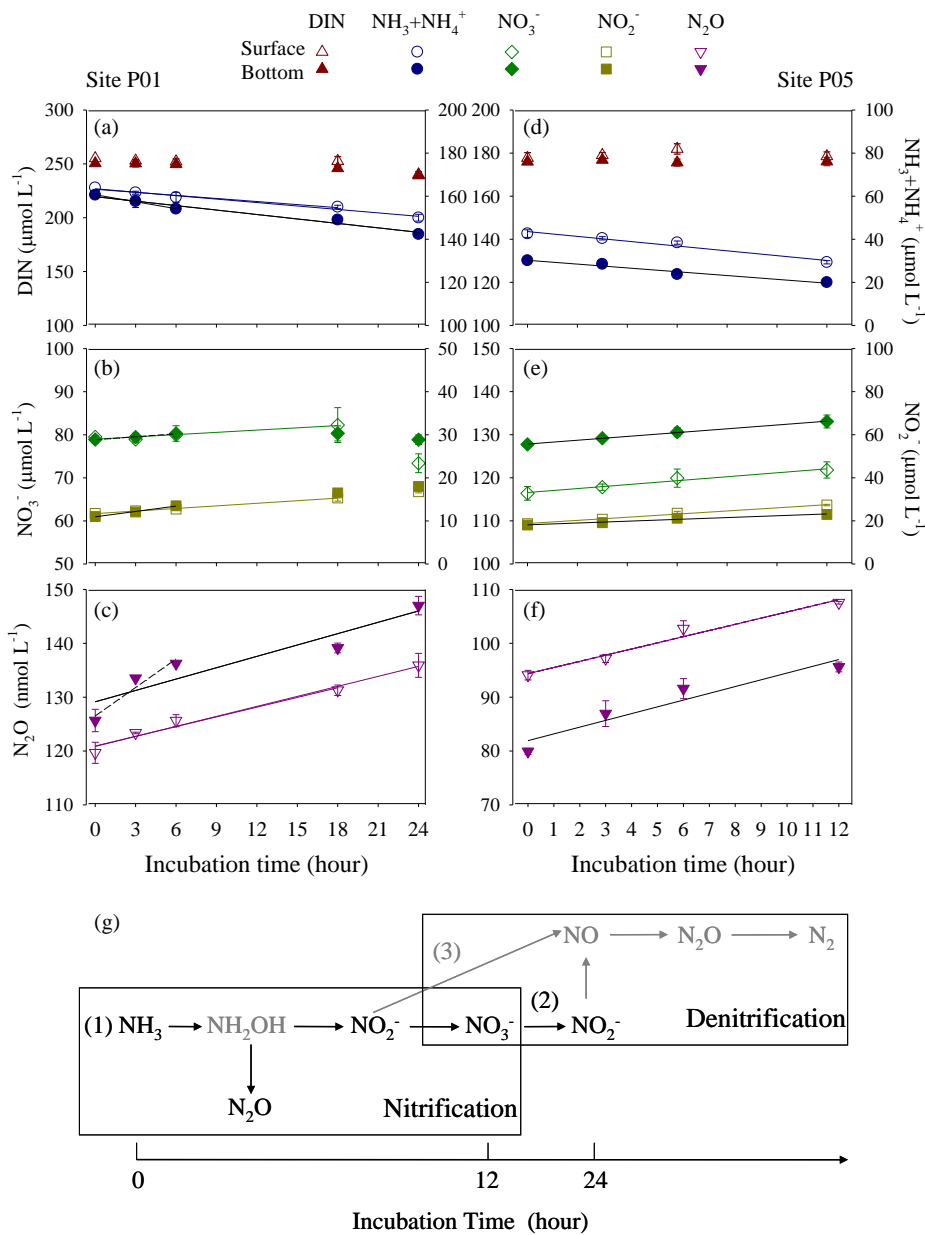 DIN NH₃+NH₄⁺ NO₃⁻ NO₂⁻ N₂O
Surface
Bottom
Site P01 Site P05
(a) (d)
300 250 200 150 100
DIN (μmol L⁻¹)
200 180 160 140 120 100
200 180 160 140 120 100
100 80 60 40 20 0
NH₃+NH₄⁺ (μmol L⁻¹)
(b) (e)
100 90 80 70 60 50
NO₃⁻ (μmol L⁻¹)
50 40 30 20 10 0
150 140 130 120 110 100
100 80 60 40 20 0
NO₂⁻ (μmol L⁻¹)
(c) (f)
150 140 130 120 110
N₂O (nmol L⁻¹)
110 100 90 80 70
0 3 6 9 12 15 18 21 24
0 1 2 3 4 5 6 7 8 9 10 11 12
Incubation time (hour) Incubation time (hour)
(g)
NO N₂O N₂
(3)
(1) NH₃ NH₂OH NO₂⁻ NO₃⁻ (2) NO₂⁻
Denitrification
N₂O Nitrification
0 12 24
Incubation Time (hour)